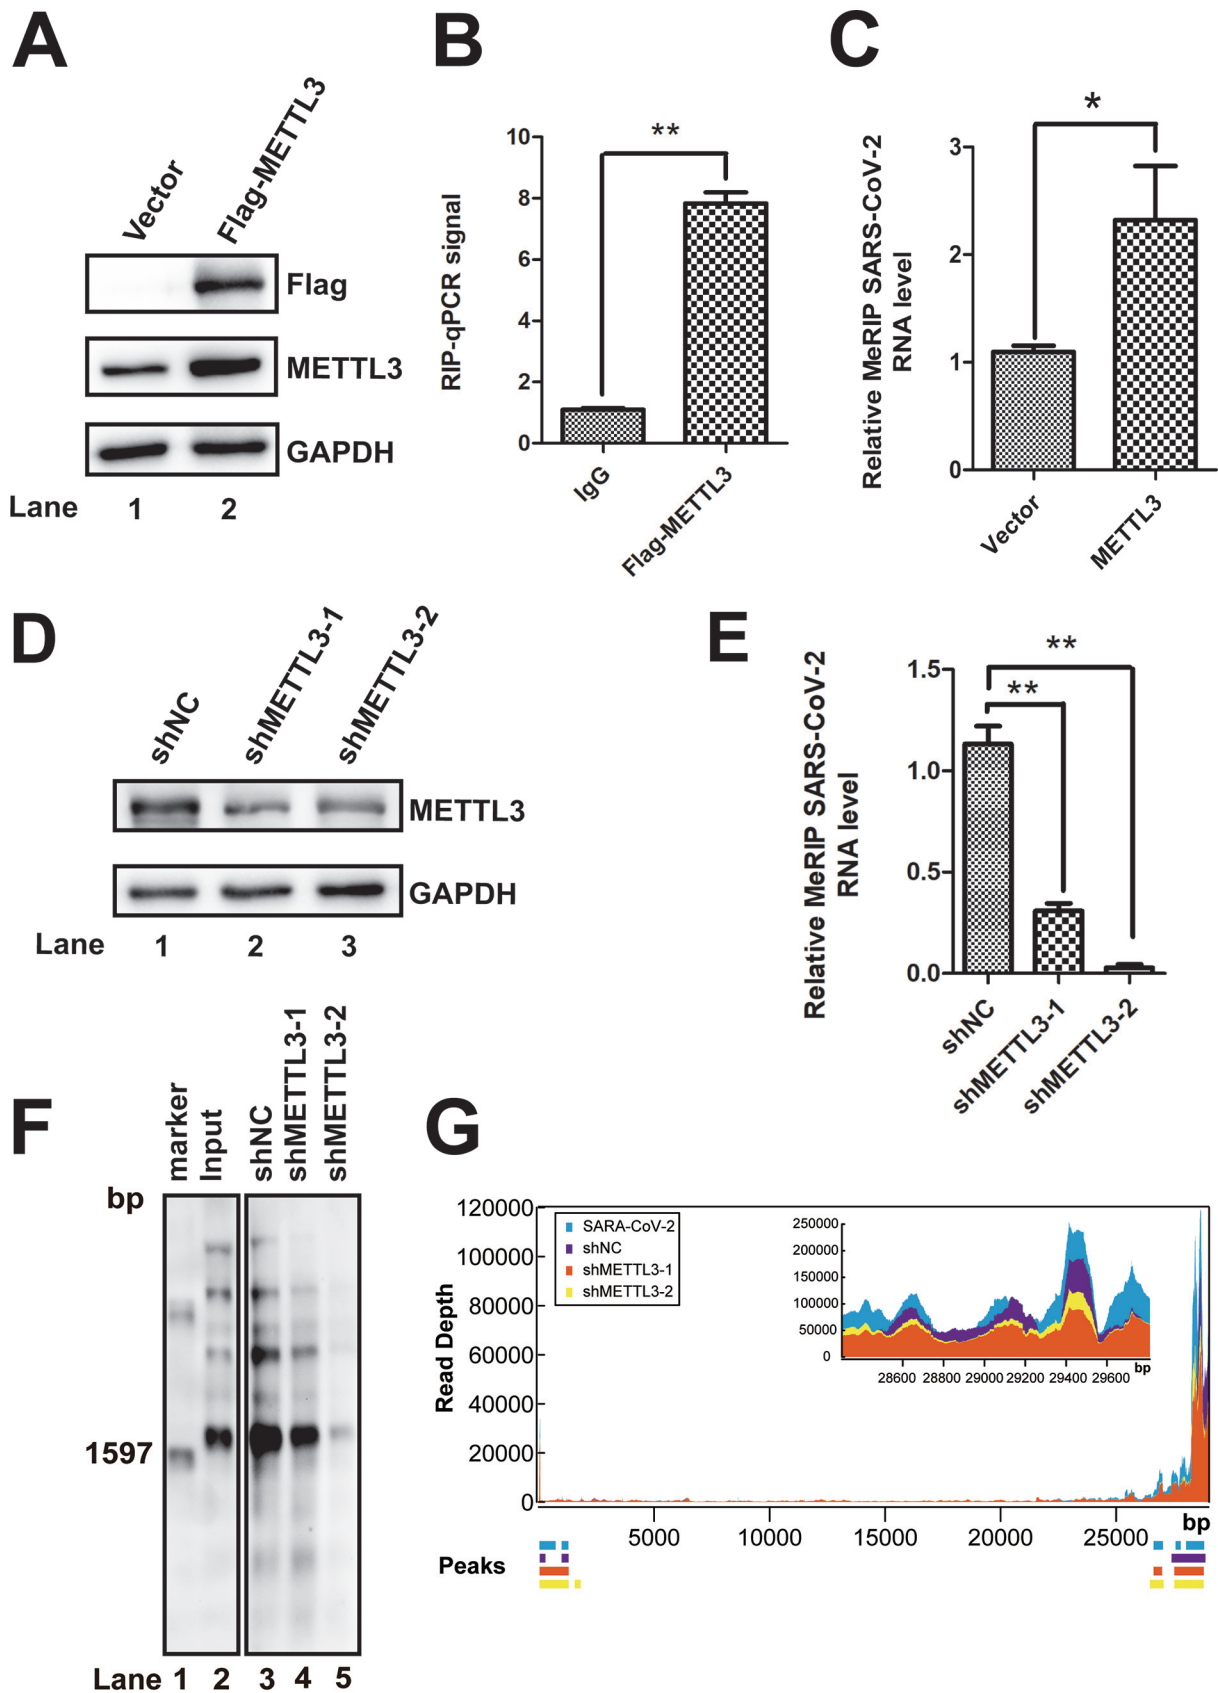 A
Vector
Flag-METTL3
Flag
METTL3
GAPDH
Lane 1 2
B
RIP-qPCR signal
10
8
6
4
2
0
**
IgG
Flag-METTL3
C
Relative MeRIP SARS-CoV-2
RNA level
3
2
1
0
*
Vector
METTL3
D
shNC
shMETTL3-1
shMETTL3-2
METTL3
GAPDH
Lane 1 2 3
E
Relative MeRIP SARS-CoV-2
RNA level
1.5
1.0
0.5
0.0
**
**
shNC
shMETTL3-1
shMETTL3-2
F
marker
Input
shNC
shMETTL3-1
shMETTL3-2
bp
1597
Lane 1 2 3 4 5
G
Read Depth
120000
100000
80000
60000
40000
20000
0
SARA-CoV-2
shNC
shMETTL3-1
shMETTL3-2
250000
200000
150000
100000
50000
0
bp
28600 28800 29000 29200 29400 29600
5000 10000 15000 20000 25000 bp
Peaks